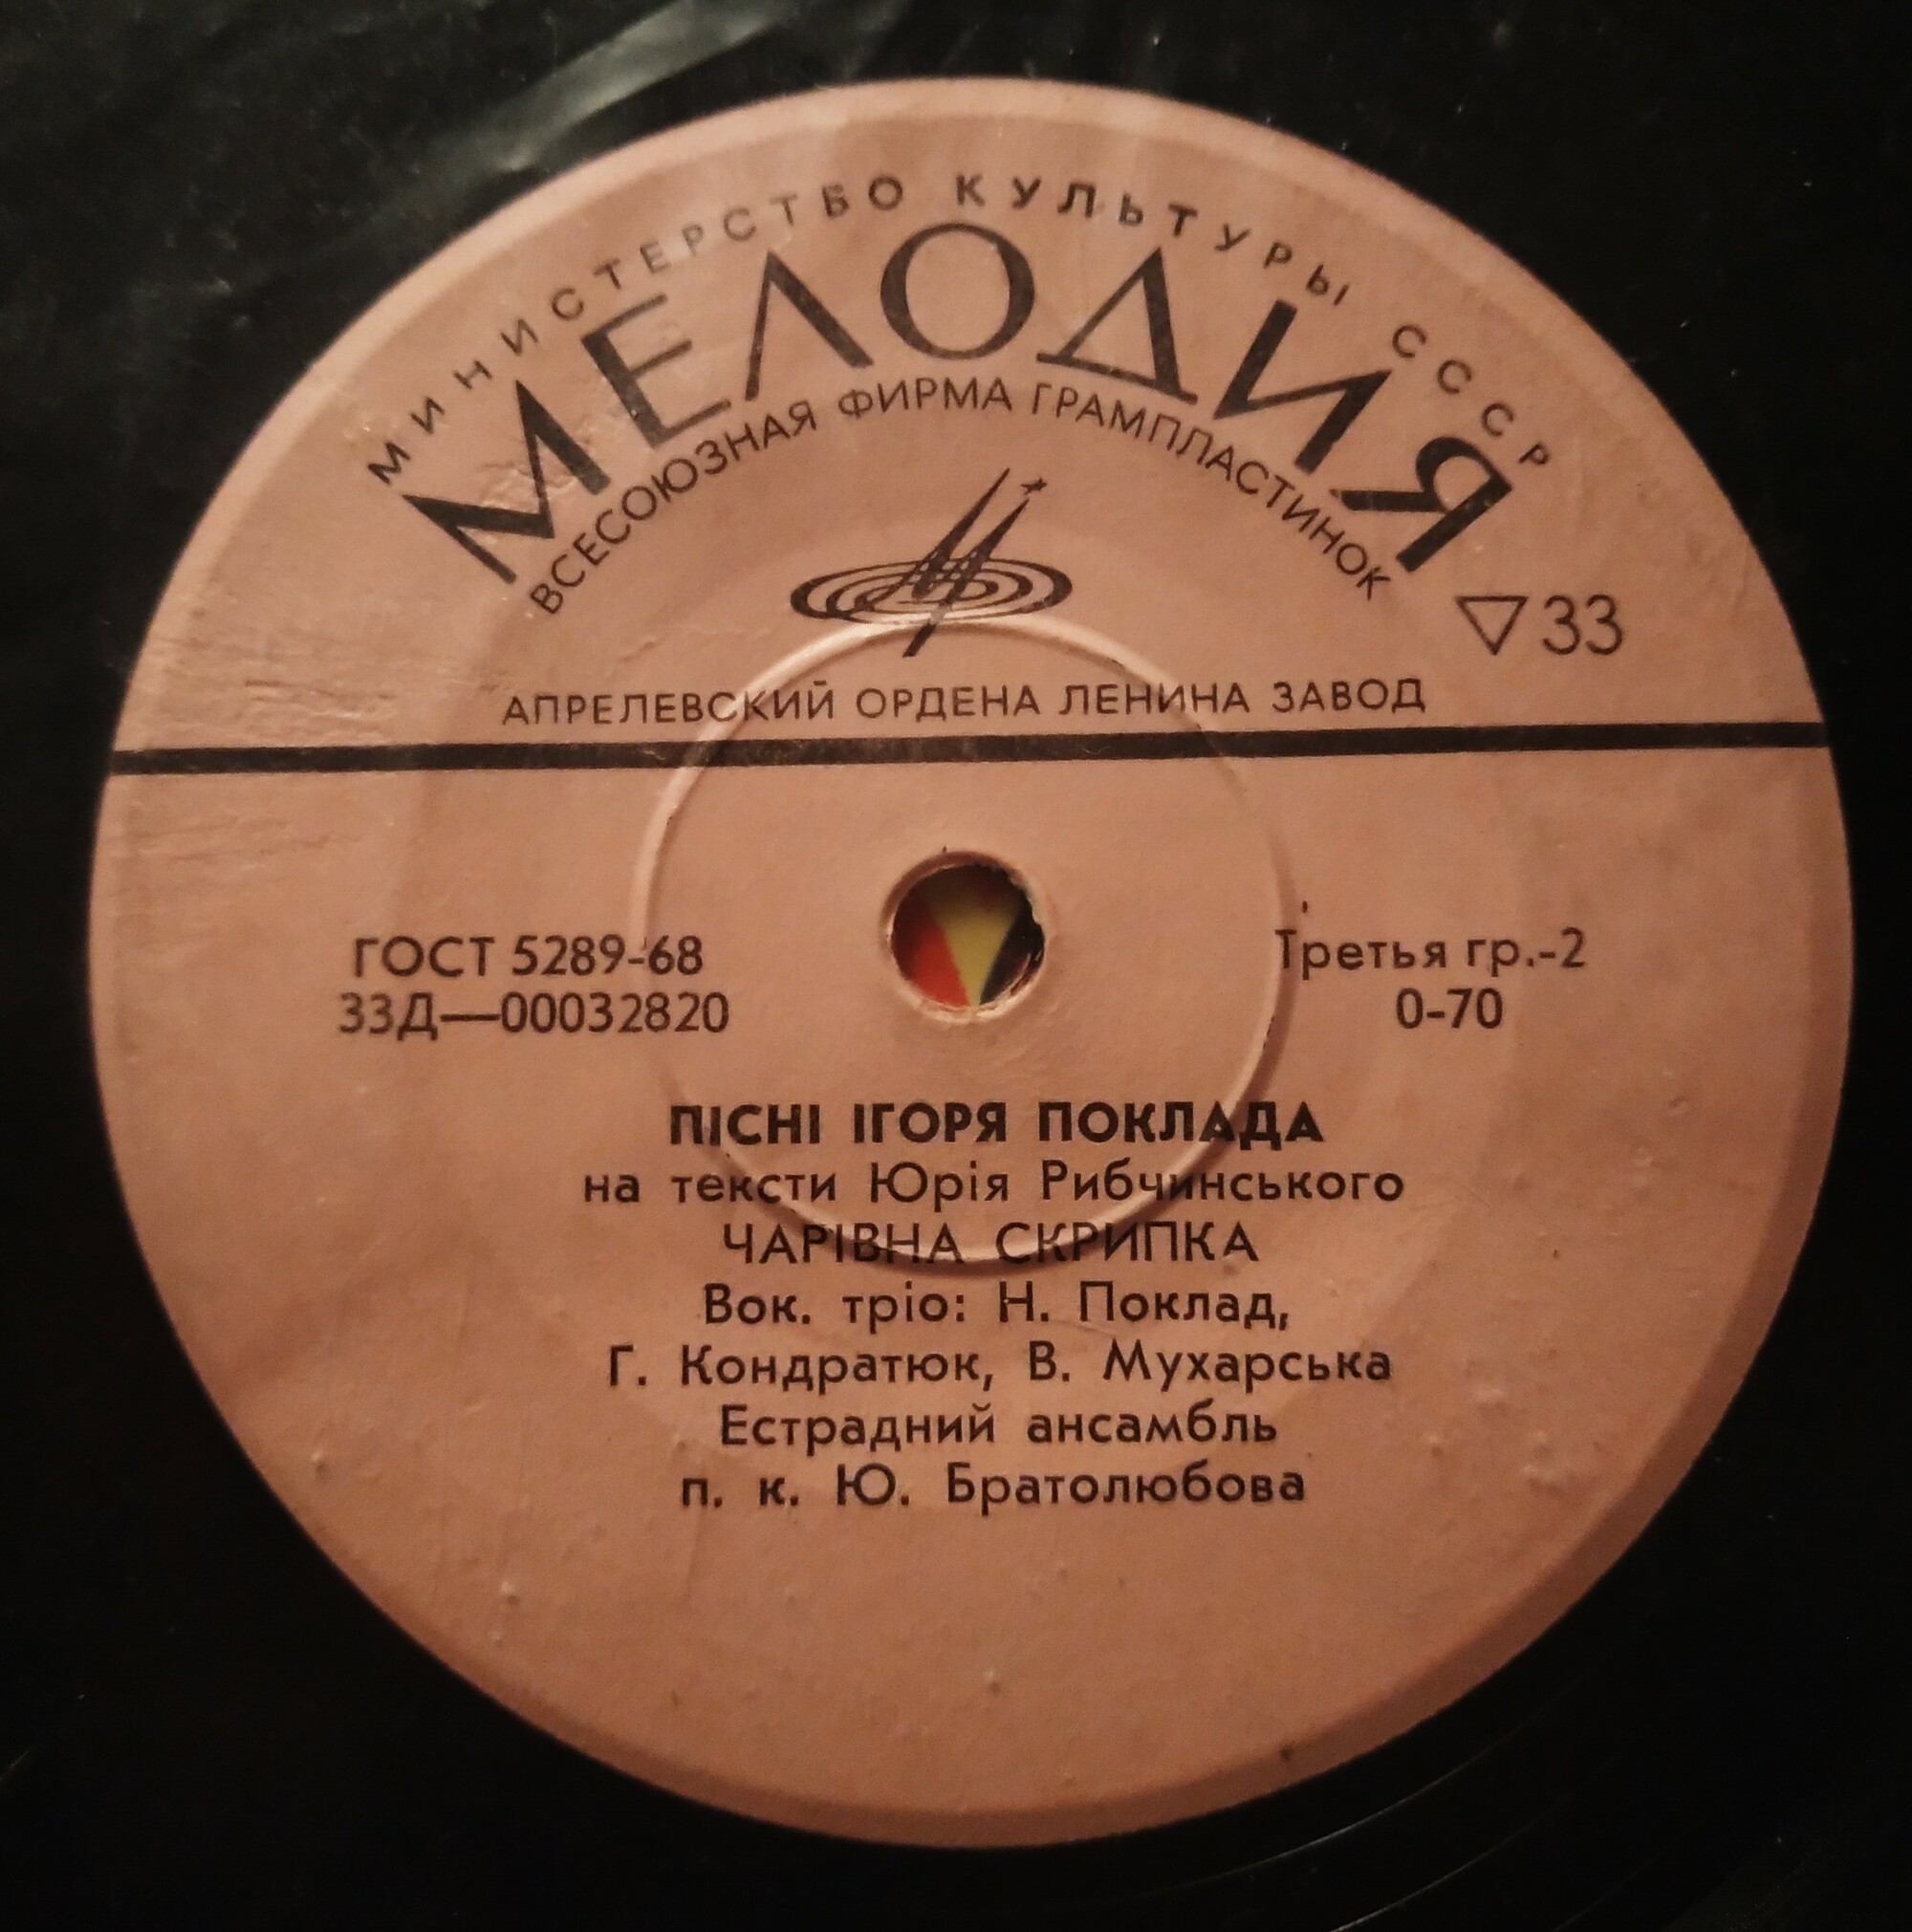 МИНИСТЕРСТВО КУЛЬТУРЫ СССР
МЕЛОДИЯ
ВСЕСОЮЗНАЯ ФИРМА ГРАМПЛАСТИНОК
▽33
АПРЕЛЕВСКИЙ ОРДЕНА ЛЕНИНА ЗАВОД
ГОСТ 5289-68
33Д—00032820
Третья гр.-2
0-70
ПІСНІ ІГОРЯ ПОКЛАДА
на тексти Юрія Рибчинського
ЧАРІВНА СКРИПКА
Вок. тріо: Н. Поклад,
Г. Кондратюк, В. Мухарська
Естрадний ансамбль
п. к. Ю. Братолюбова